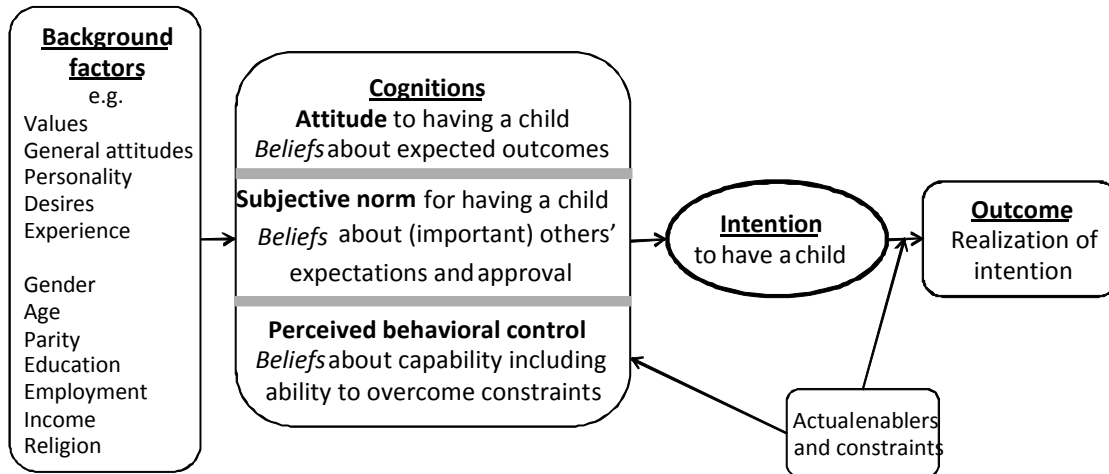 Background
factors
e.g.
Values
General attitudes
Personality
Desires
Experience
Gender
Age
Parity
Education
Employment
Income
Religion
Cognitions
Attitude to having a child
Beliefs about expected outcomes
Subjective norm for having a child
Beliefs about (important) others’
expectations and approval
Perceived behavioral control
Beliefs about capability including
ability to overcome constraints
Intention
to have a child
Outcome
Realization of
intention
Actualenablers
and constraints